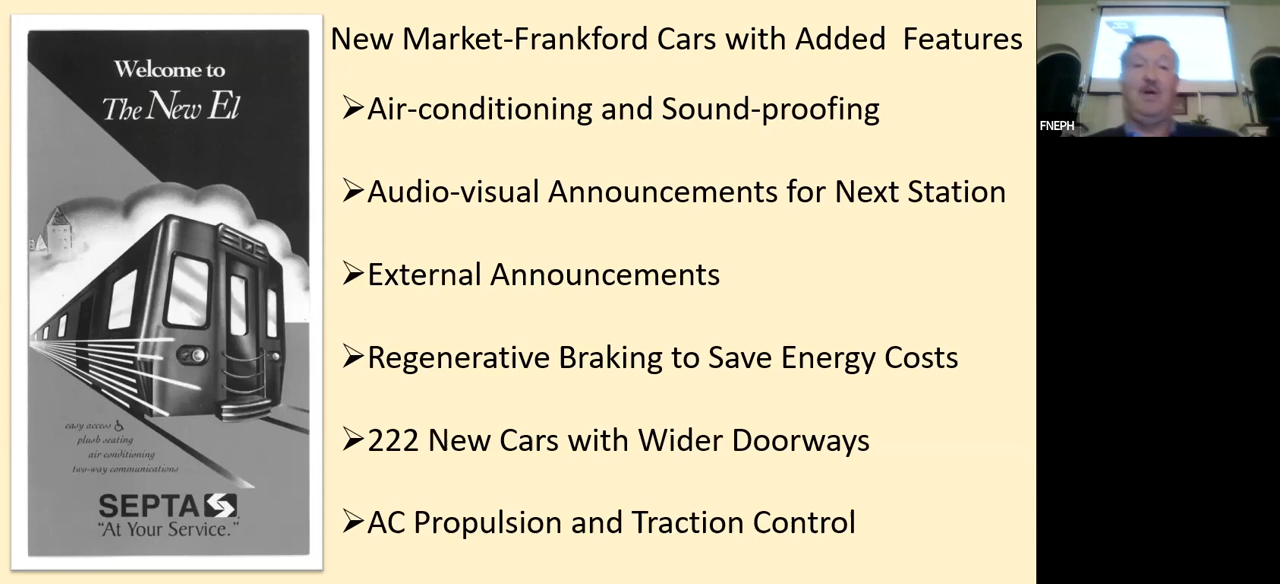 Welcome to
The New El
easy access
plush seating
air conditioning
two-way communications
SEPTA
"At Your Service."
New Market-Frankford Cars with Added  Features
➢Air-conditioning and Sound-proofing
➢Audio-visual Announcements for Next Station
➢External Announcements
➢Regenerative Braking to Save Energy Costs
➢222 New Cars with Wider Doorways
➢AC Propulsion and Traction Control
FNEPH